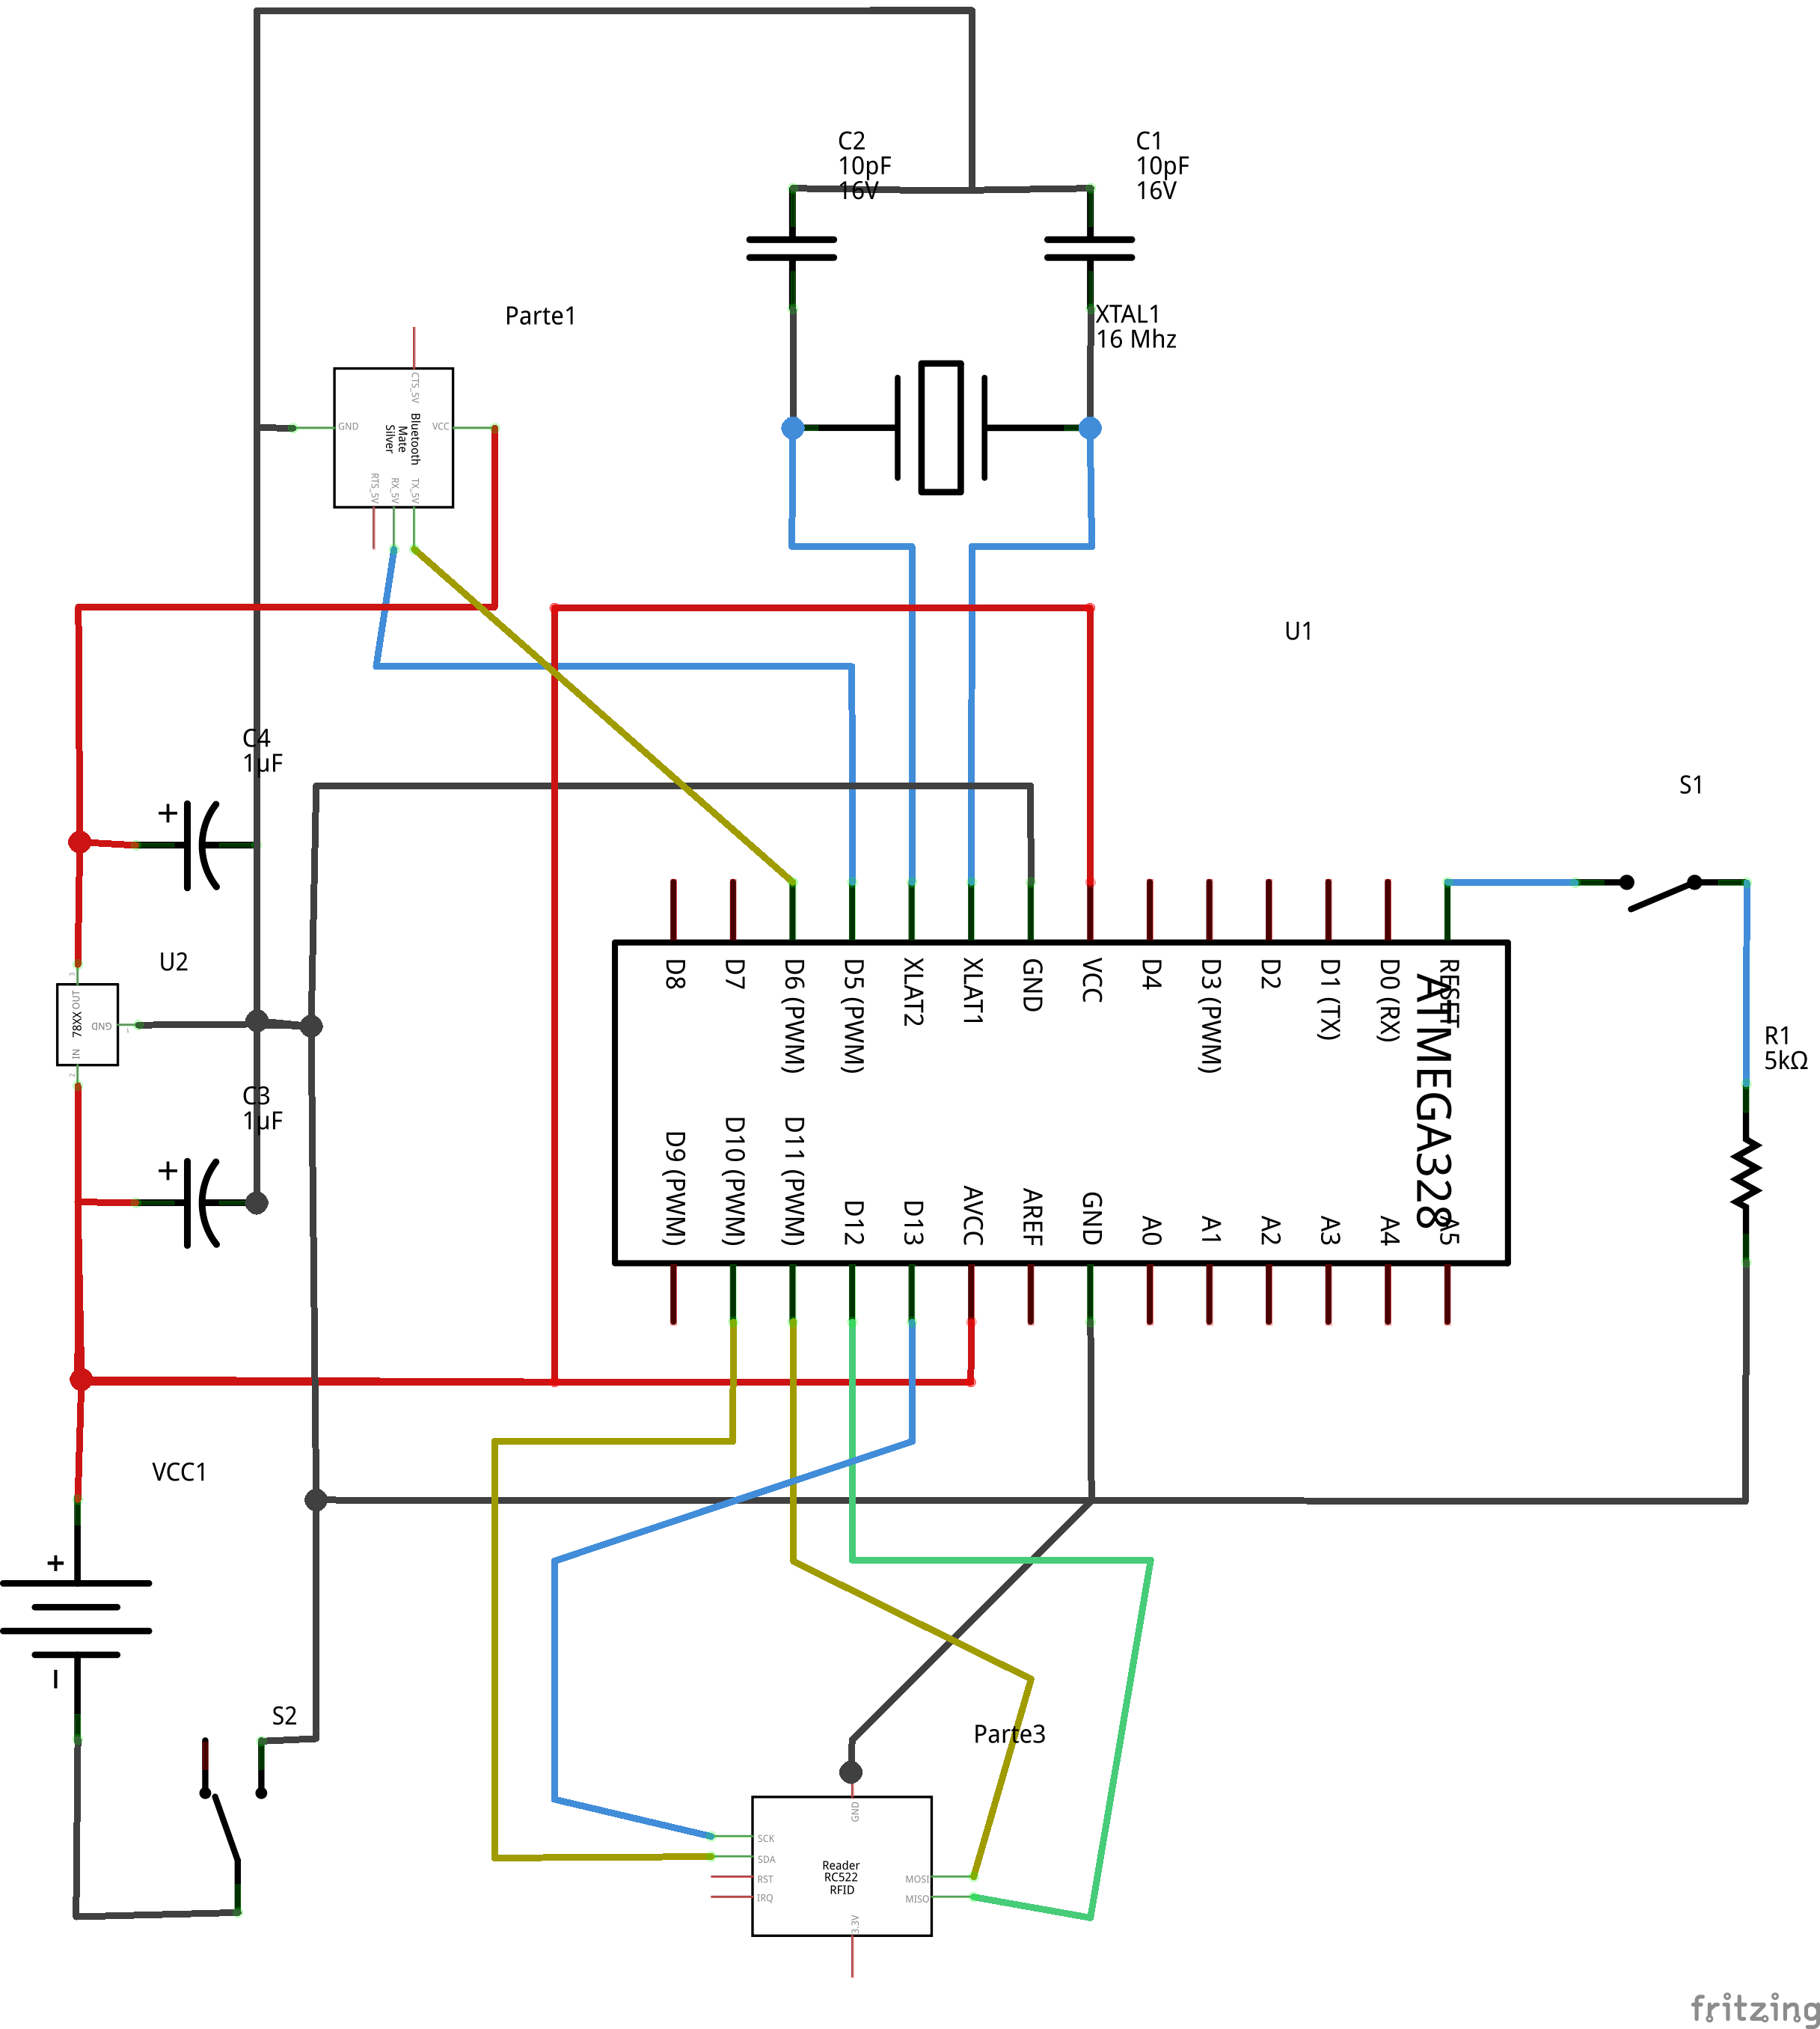 C2
10pF
16V
C1
10pF
16V
XTAL1
16 Mhz
Parte1
CTS_5V
GND
VCC
Bluetooth
Mate
Silver
RTS_5V
RX_5V
TX_5V
U1
C4
1µF
+
S1
U2
OUT
78XX
IN
GND
1
2
3
C3
1µF
+
D8
D7
D6 (PWM)
D5 (PWM)
XLAT2
XLAT1
GND
VCC
D4
D3 (PWM)
D2
D1 (TX)
D0 (RX)
RESET
ATMEGA328
D9 (PWM)
D10 (PWM)
D11 (PWM)
D12
D13
AVCC
AREF
GND
A0
A1
A2
A3
A4
A5
R1
5kΩ
VCC1
+
−
S2
Parte3
GND
SCK
SDA
RST
IRQ
Reader
RC522
RFID
MOSI
MISO
3.3V
fritzing